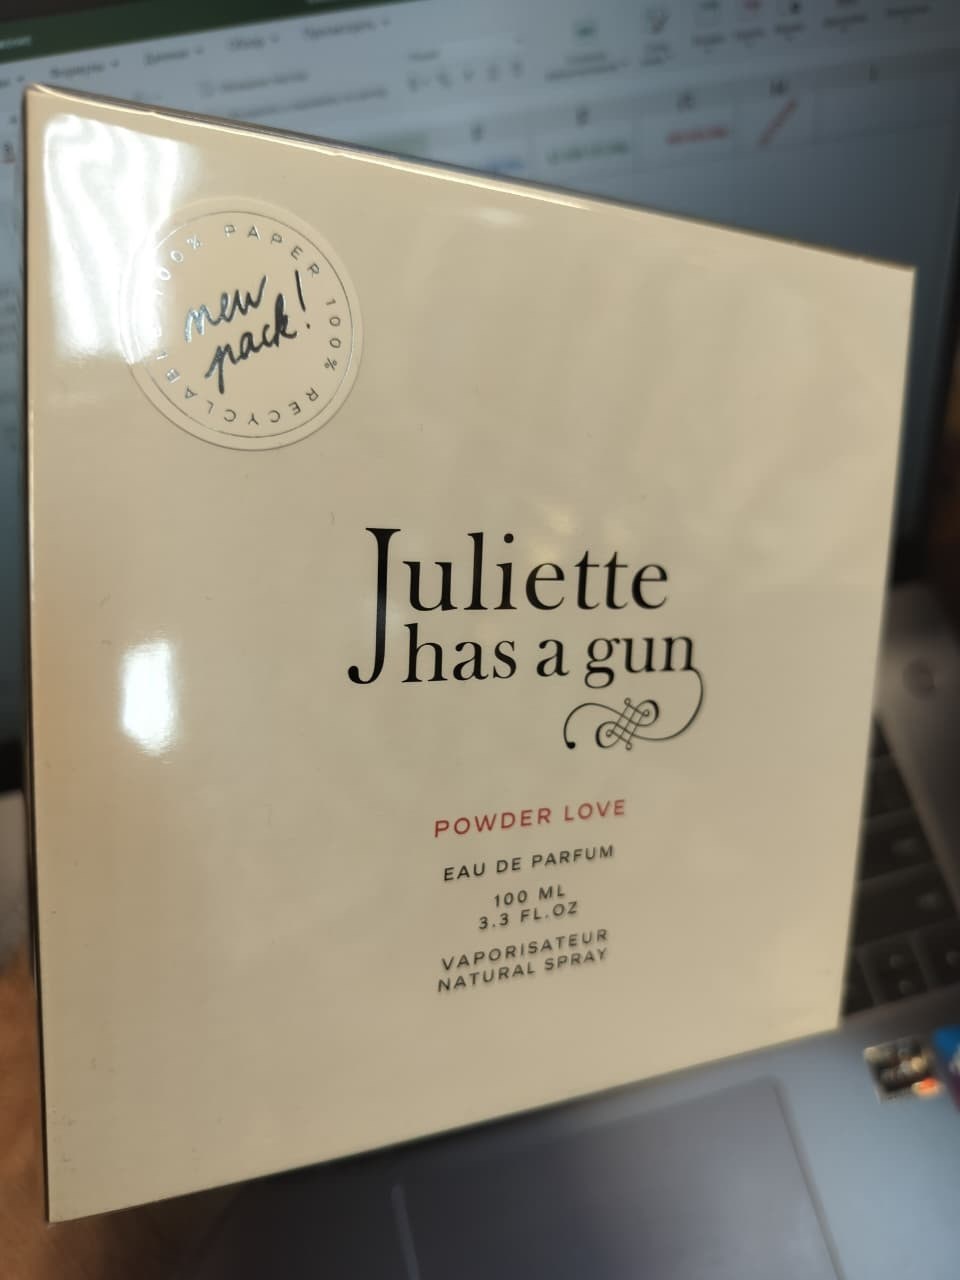 100% PAPER 100% RECYCLABLE
new
pack!
Juliette
has a gun
POWDER LOVE
EAU DE PARFUM
100 ML
3.3 FL.OZ
VAPORISATEUR
NATURAL SPRAY